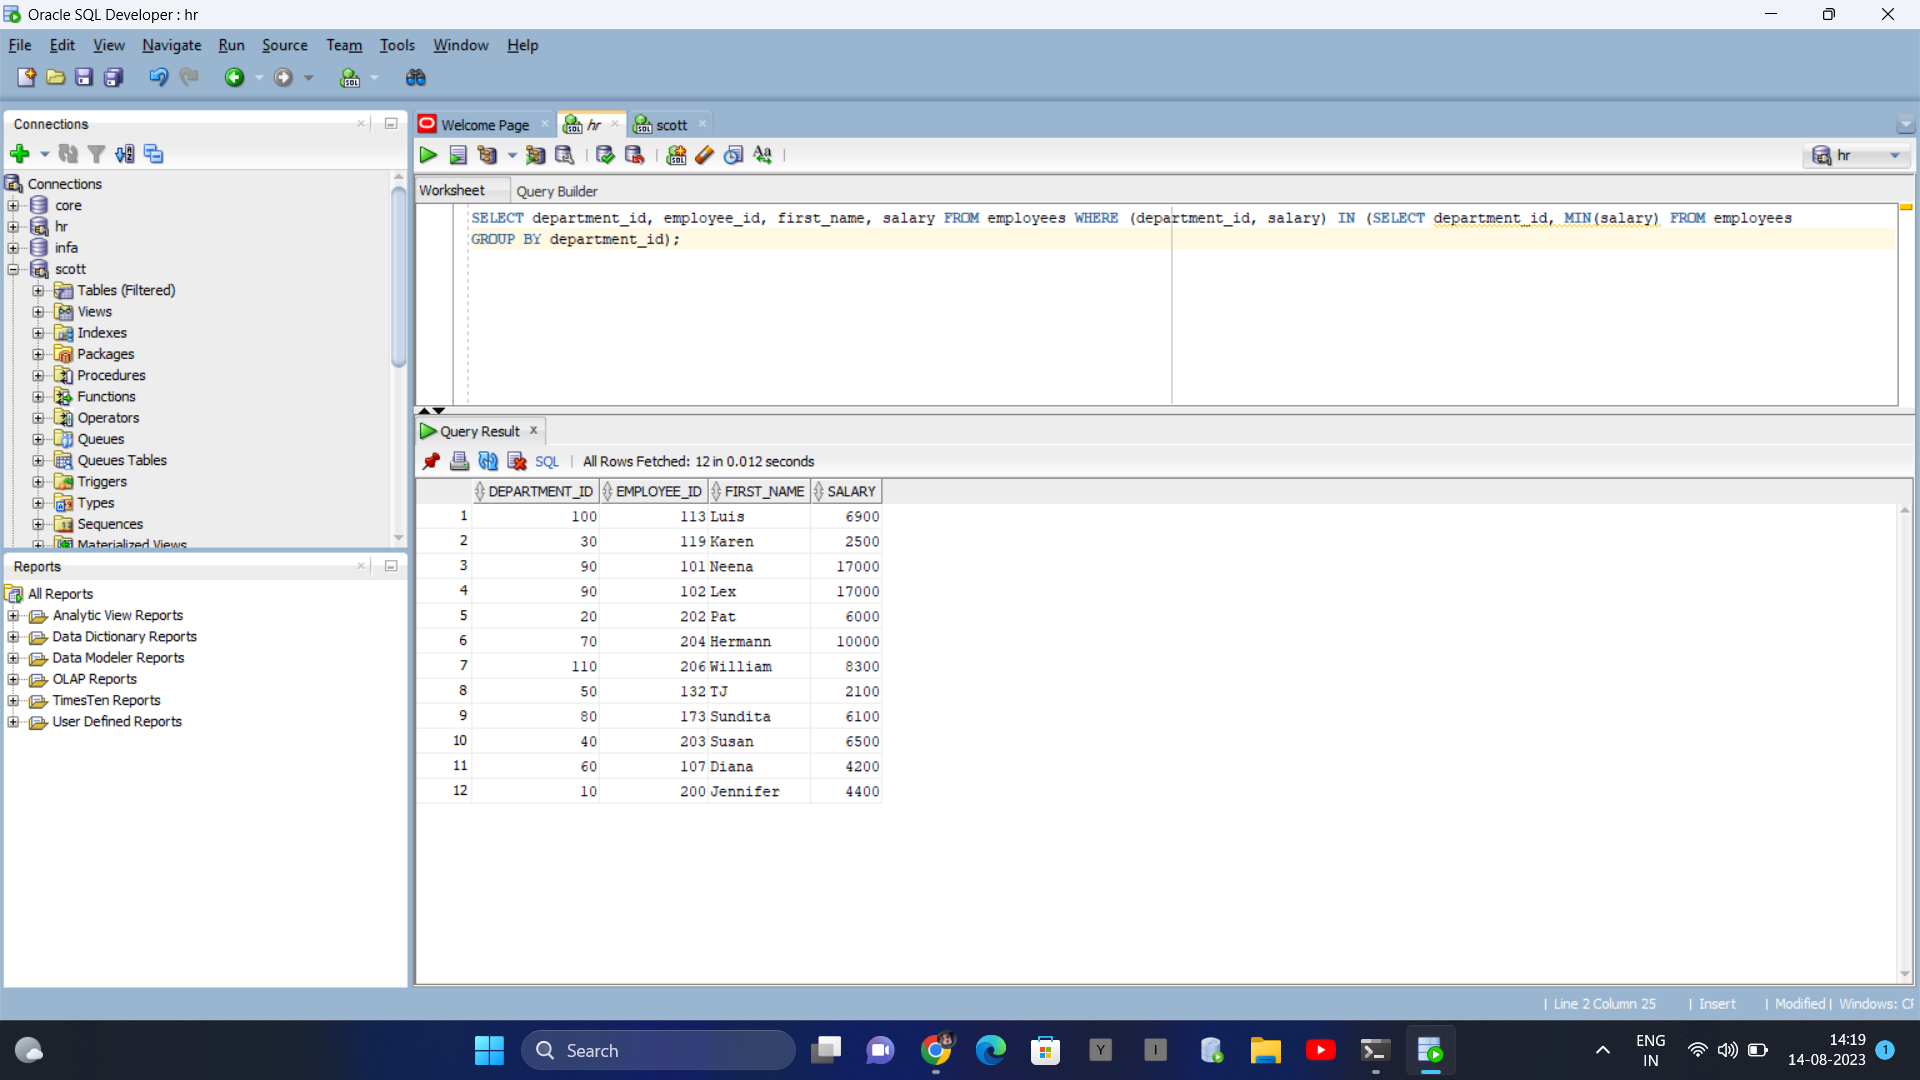 Oracle SQL Developer : hr
File Edit View Navigate Run Source Team Tools Window Help
Connections
Connections
core
hr
infa
scott
Tables (Filtered)
Views
Indexes
Packages
Procedures
Functions
Operators
Queues
Queues Tables
Triggers
Types
Sequences
Materialized Views
Reports
All Reports
Analytic View Reports
Data Dictionary Reports
Data Modeler Reports
OLAP Reports
TimesTen Reports
User Defined Reports
Welcome Page hr scott
hr
Worksheet Query Builder
SELECT department_id, employee_id, first_name, salary FROM employees WHERE (department_id, salary) IN (SELECT department_id, MIN(salary) FROM employees
GROUP BY department_id);
Query Result
SQL | All Rows Fetched: 12 in 0.012 seconds
DEPARTMENT_ID EMPLOYEE_ID FIRST_NAME SALARY
1 100 113 Luis 6900
2 30 119 Karen 2500
3 90 101 Neena 17000
4 90 102 Lex 17000
5 20 202 Pat 6000
6 70 204 Hermann 10000
7 110 206 William 8300
8 50 132 TJ 2100
9 80 173 Sundita 6100
10 40 203 Susan 6500
11 60 107 Diana 4200
12 10 200 Jennifer 4400
| Line 2 Column 25 | Insert | Modified | Windows: CF
Search
Y
I
ENG
IN
14:19
14-08-2023
1